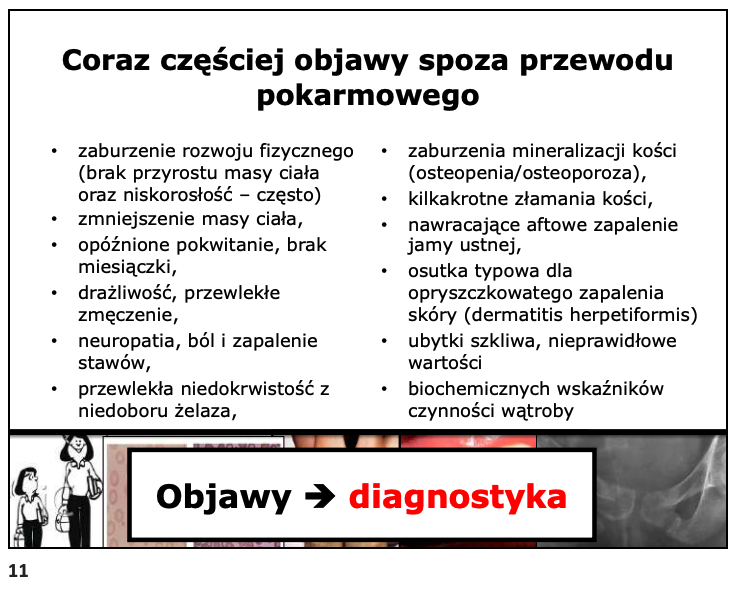 Coraz częściej objawy spoza przewodu
pokarmowego
• zaburzenie rozwoju fizycznego
(brak przyrostu masy ciała
oraz niskorosłość – często)
• zmniejszenie masy ciała,
• opóźnione pokwitanie, brak
miesiączki,
• drażliwość, przewlekłe
zmęczenie,
• neuropatia, ból i zapalenie
stawów,
• przewlekła niedokrwistość z
niedoboru żelaza,
• zaburzenia mineralizacji kości
(osteopenia/osteoporoza),
• kilkakrotne złamania kości,
• nawracające aftowe zapalenie
jamy ustnej,
• osutka typowa dla
opryszczkowatego zapalenia
skóry (dermatitis herpetiformis)
• ubytki szkliwa, nieprawidłowe
wartości
• biochemicznych wskaźników
czynności wątroby
Objawy ➔ diagnostyka
11